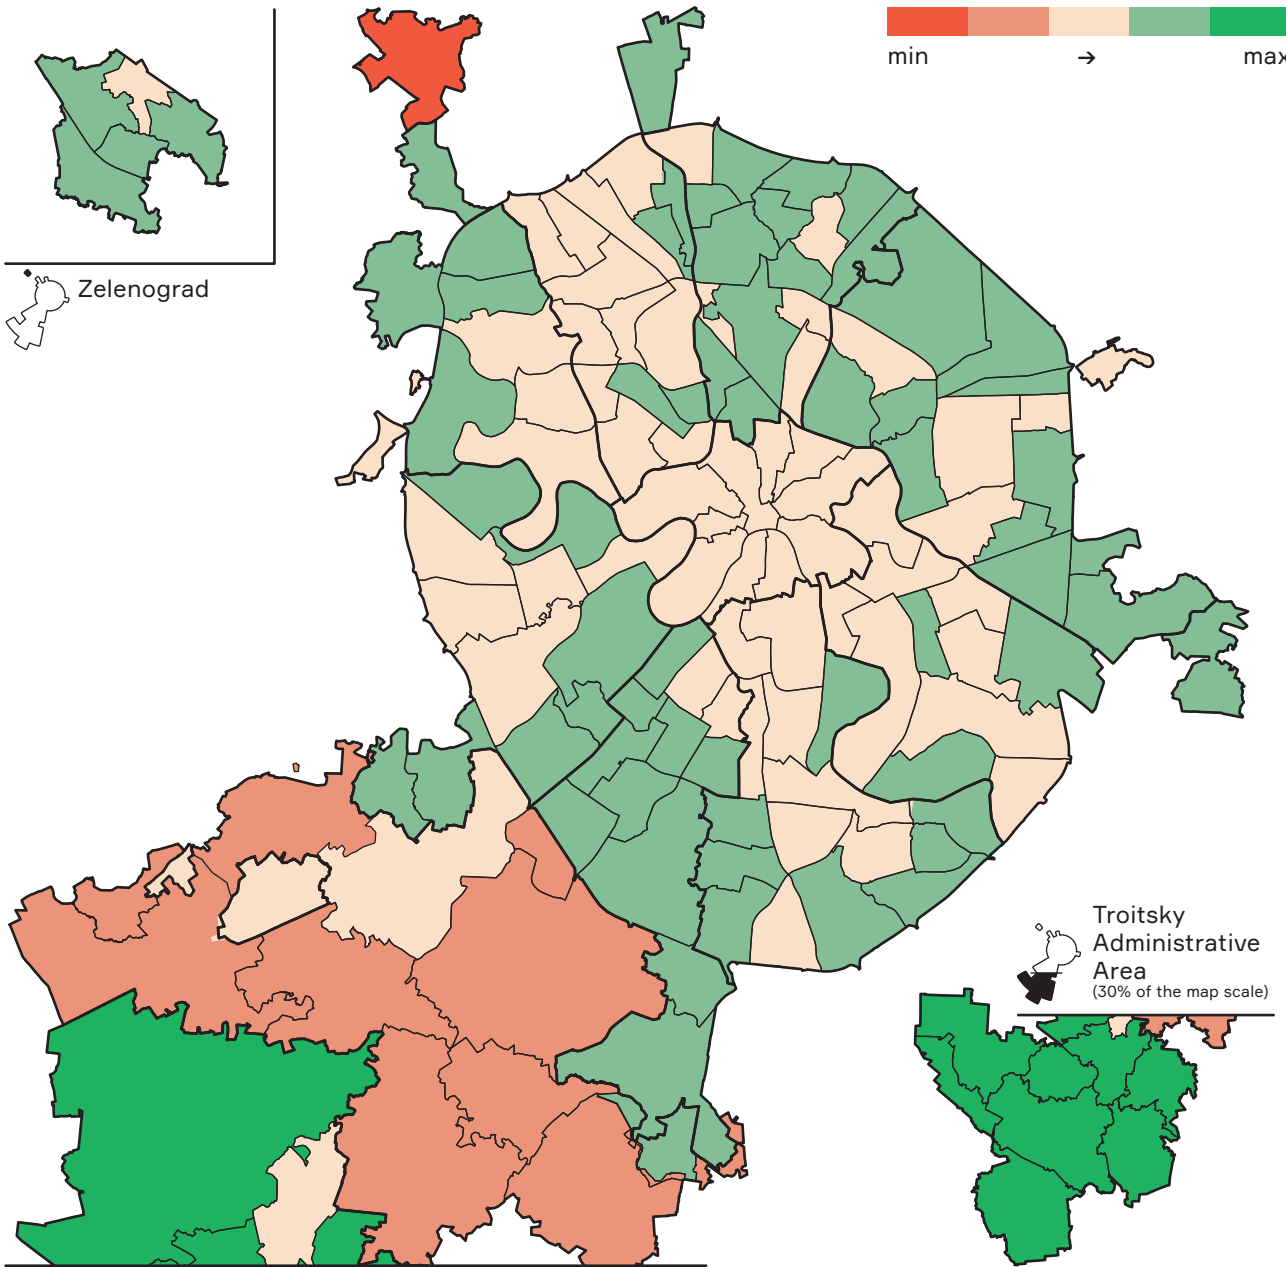 min → max
Zelenograd
Troitsky
Administrative
Area
(30% of the map scale)